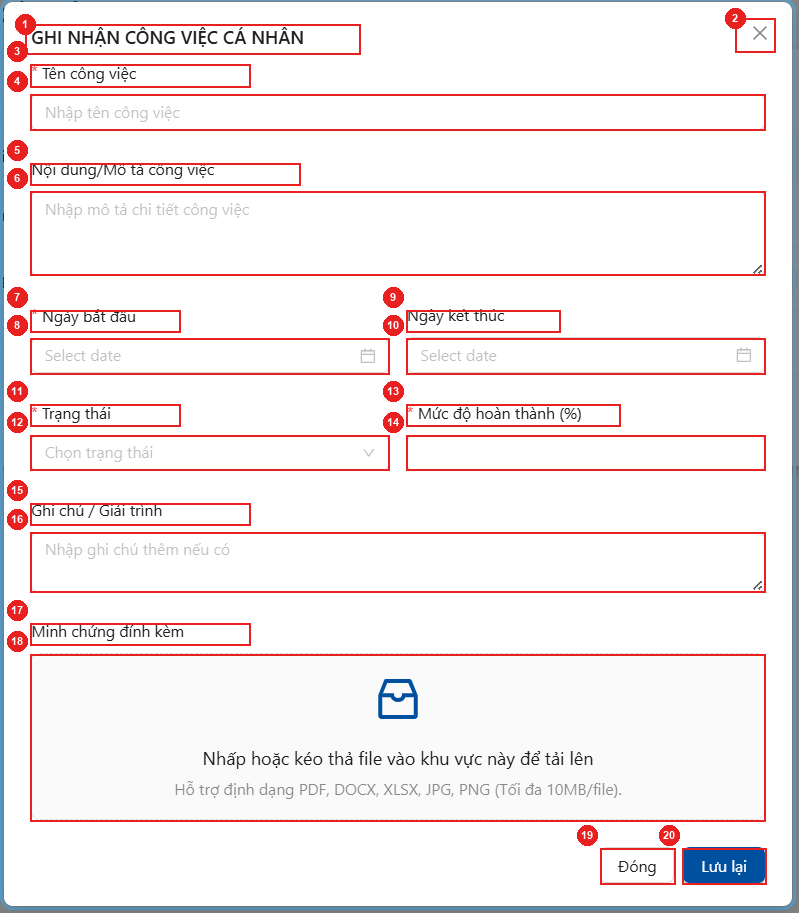 1
GHI NHẬN CÔNG VIỆC CÁ NHÂN
2
3
* Tên công việc
4
Nhập tên công việc
5
Nội dung/Mô tả công việc
6
Nhập mô tả chi tiết công việc
7
* Ngày bắt đầu
9
Ngày kết thúc
8
Select date
10
Select date
11
* Trạng thái
13
* Mức độ hoàn thành (%)
12
Chọn trạng thái
14
15
Ghi chú / Giải trình
16
Nhập ghi chú thêm nếu có
17
Minh chứng đính kèm
18
Nhấp hoặc kéo thả file vào khu vực này để tải lên
Hỗ trợ định dạng PDF, DOCX, XLSX, JPG, PNG (Tối đa 10MB/file).
19
Đóng
20
Lưu lại